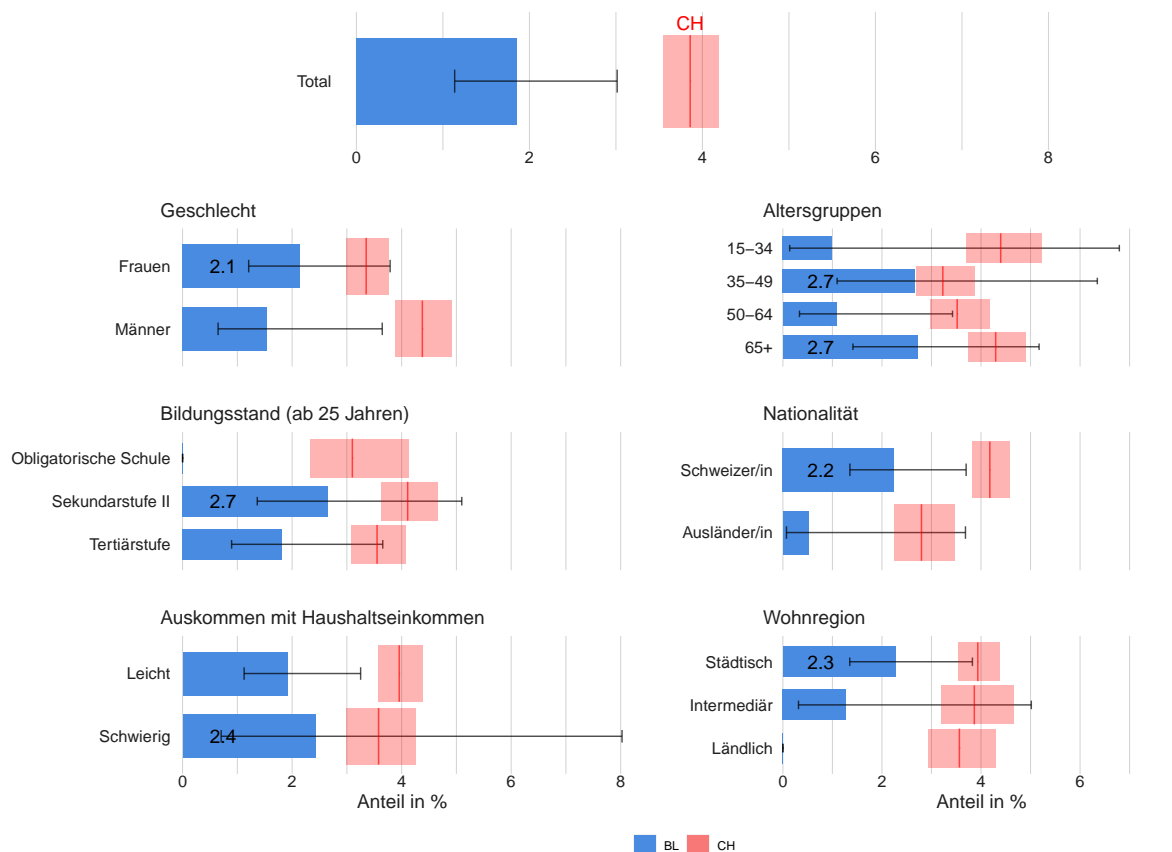 CH
Total
0 2 4 6 8
Geschlecht
Frauen 2.1
Männer
Altersgruppen
15–34
35–49 2.7
50–64
65+ 2.7
Bildungsstand (ab 25 Jahren)
Obligatorische Schule
Sekundarstufe II 2.7
Tertiärstufe
Nationalität
Schweizer/in 2.2
Ausländer/in
Auskommen mit Haushaltseinkommen
Leicht
Schwierig 2.4
0 2 4 6 8
Anteil in %
Wohnregion
Städtisch 2.3
Intermediär
Ländlich
0 2 4 6
Anteil in %
BL CH